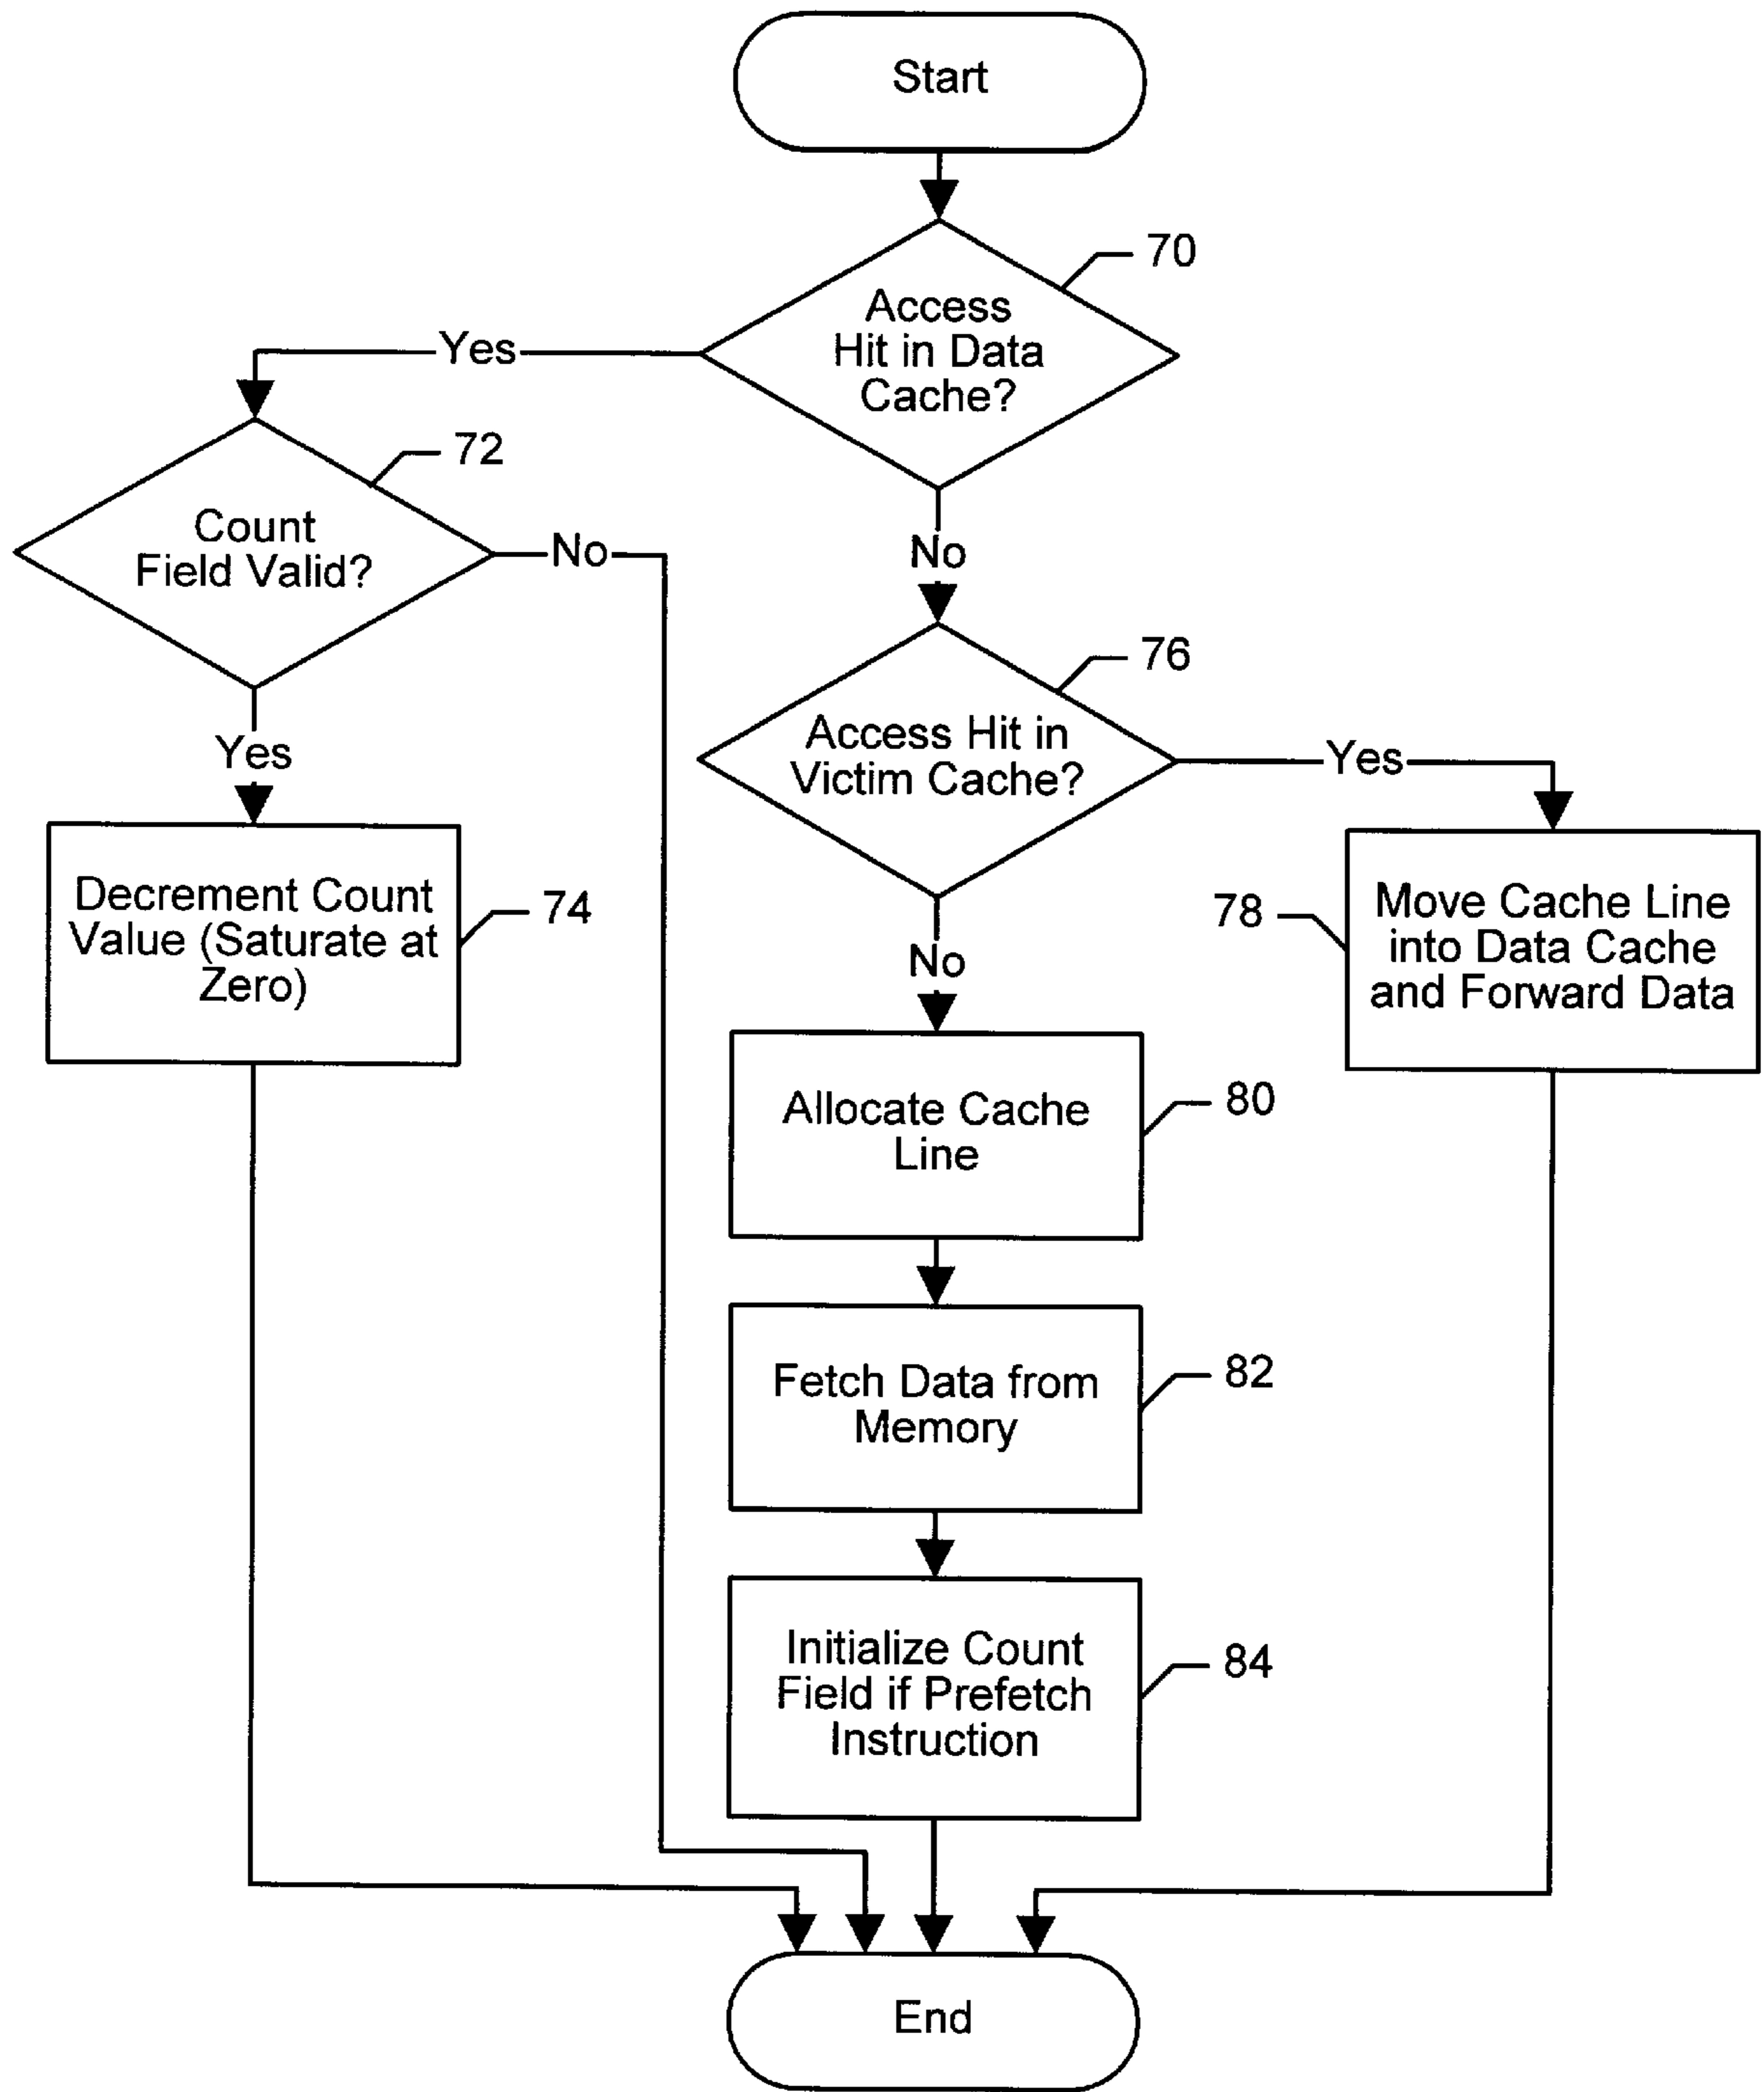 Start
70
Access
Hit in Data
Cache?
Yes
72
Count
Field Valid?
No
No
76
Access Hit in
Victim Cache?
Yes
Yes
Decrement Count
Value (Saturate at
Zero)
74
No
78
Move Cache Line
into Data Cache
and Forward Data
Allocate Cache
Line
80
Fetch Data from
Memory
82
Initialize Count
Field if Prefetch
Instruction
84
End